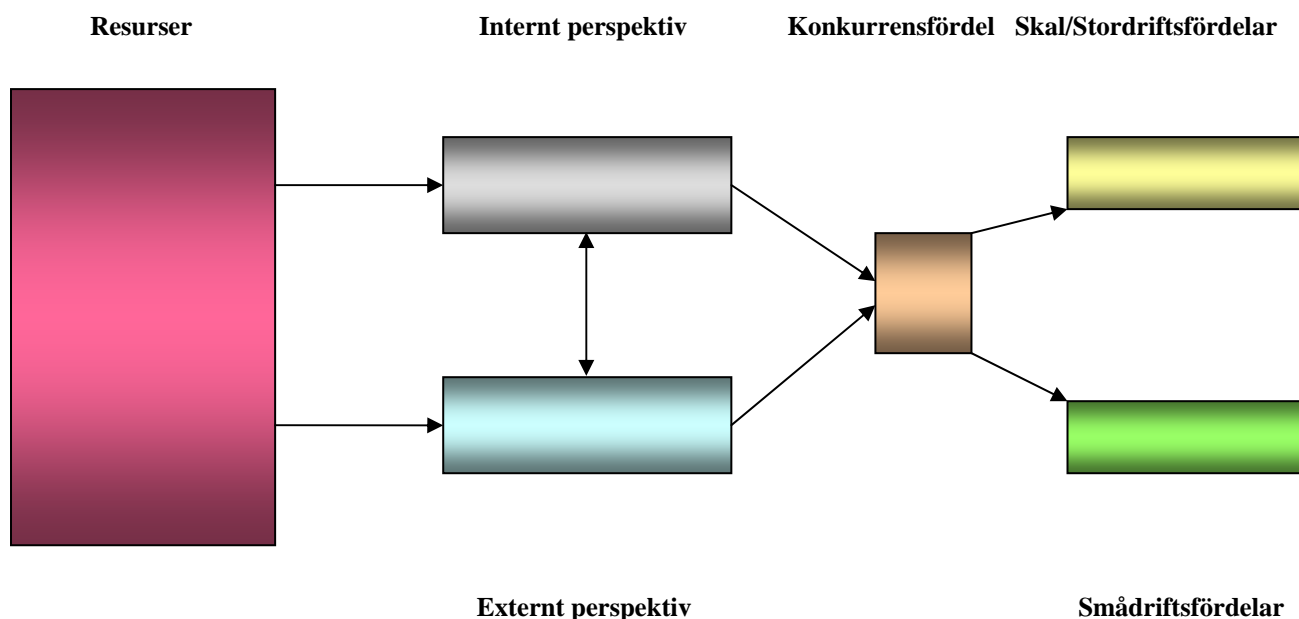 Resurser
Internt perspektiv
Konkurrensfördel
Skal/Stordriftsfördelar
Externt perspektiv
Smådriftsfördelar